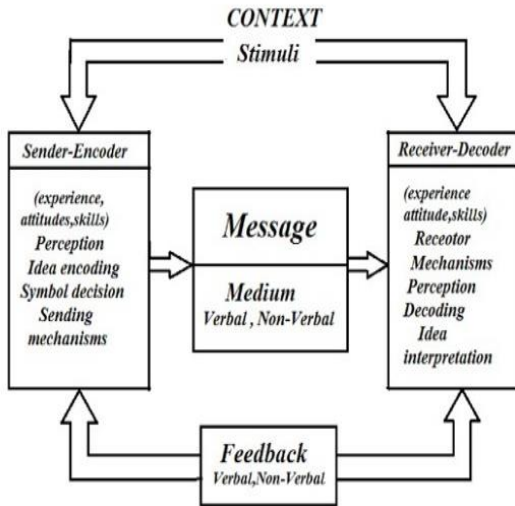 CONTEXT
Stimuli
Sender-Encoder
(experience,
attitudes,skills)
Perception
Idea encoding
Symbol decision
Sending
mechanisms
Message
Medium
Verbal , Non-Verbal
Receiver-Decoder
(experience
attitude,skills)
Receotor
Mechanisms
Perception
Decoding
Idea
interpretation
Feedback
Verbal,Non-Verbal